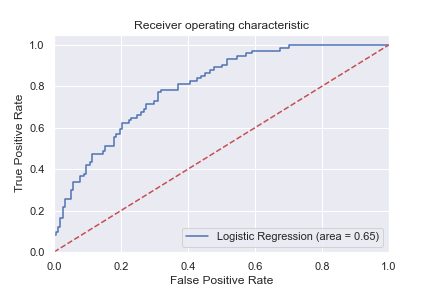 Receiver operating characteristic
1.0
0.8
0.6
0.4
0.2
0.0
True Positive Rate
Logistic Regression (area = 0.65)
0.0 0.2 0.4 0.6 0.8 1.0
False Positive Rate